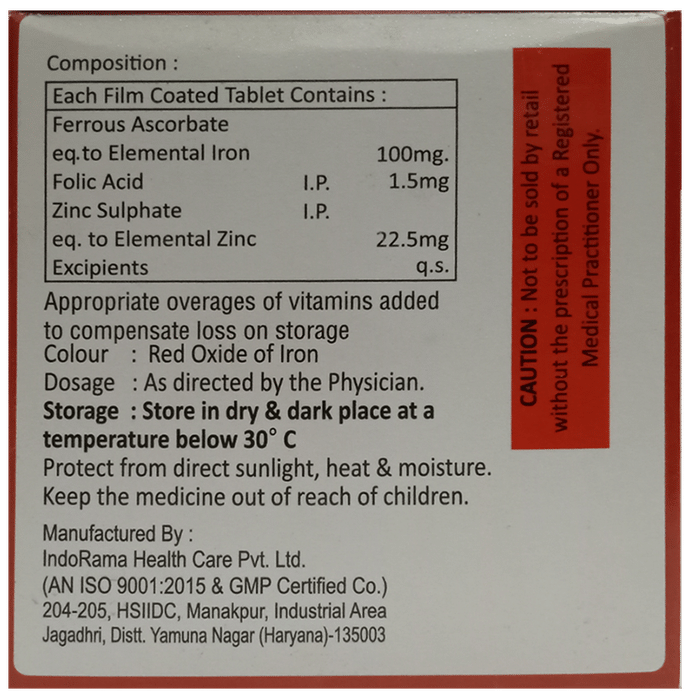 Composition :
Each Film Coated Tablet Contains :
Ferrous Ascorbate
eq.to Elemental Iron 100mg.
Folic Acid I.P. 1.5mg
Zinc Sulphate I.P.
eq. to Elemental Zinc 22.5mg
Excipients q.s.
Appropriate overages of vitamins added
to compensate loss on storage
Colour : Red Oxide of Iron
Dosage : As directed by the Physician.
Storage : Store in dry & dark place at a
temperature below 30° C
Protect from direct sunlight, heat & moisture.
Keep the medicine out of reach of children.
Manufactured By :
IndoRama Health Care Pvt. Ltd.
(AN ISO 9001:2015 & GMP Certified Co.)
204-205, HSIIDC, Manakpur, Industrial Area
Jagadhri, Distt. Yamuna Nagar (Haryana)-135003
CAUTION : Not to be sold by retail
without the prescription of a Registered
Medical Practitioner Only.